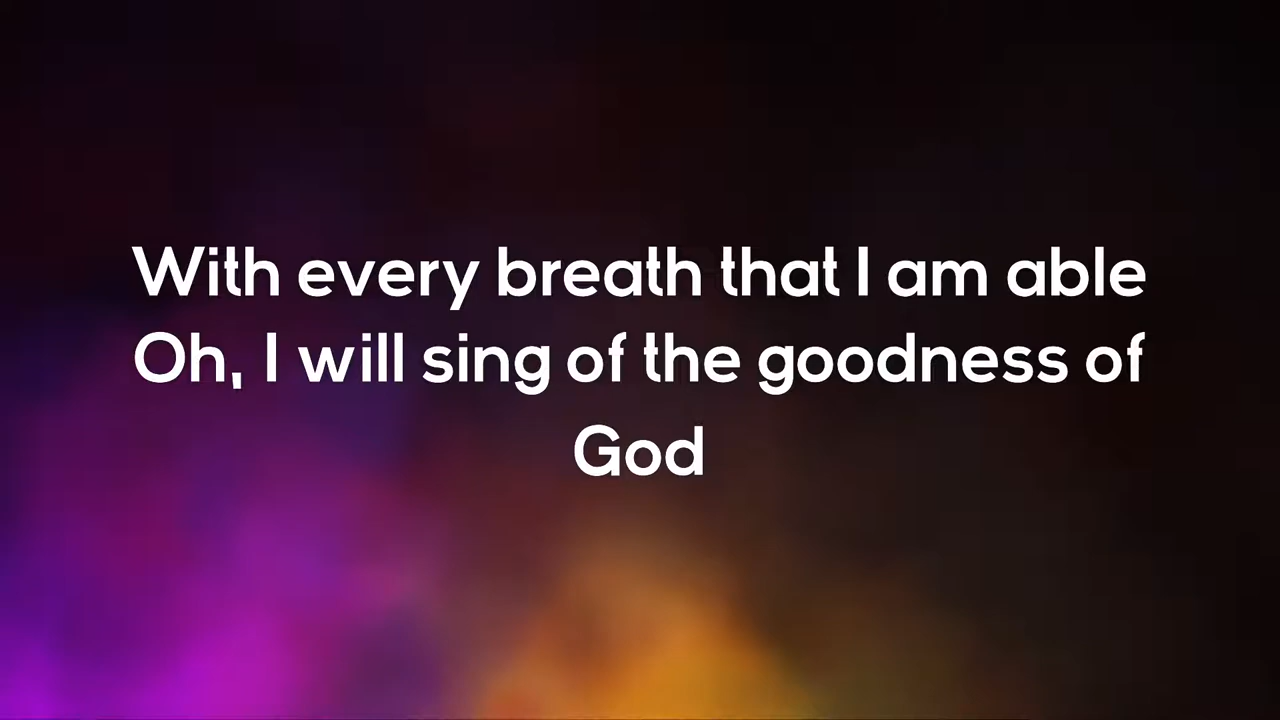 With every breath that I am able
Oh, I will sing of the goodness of
God